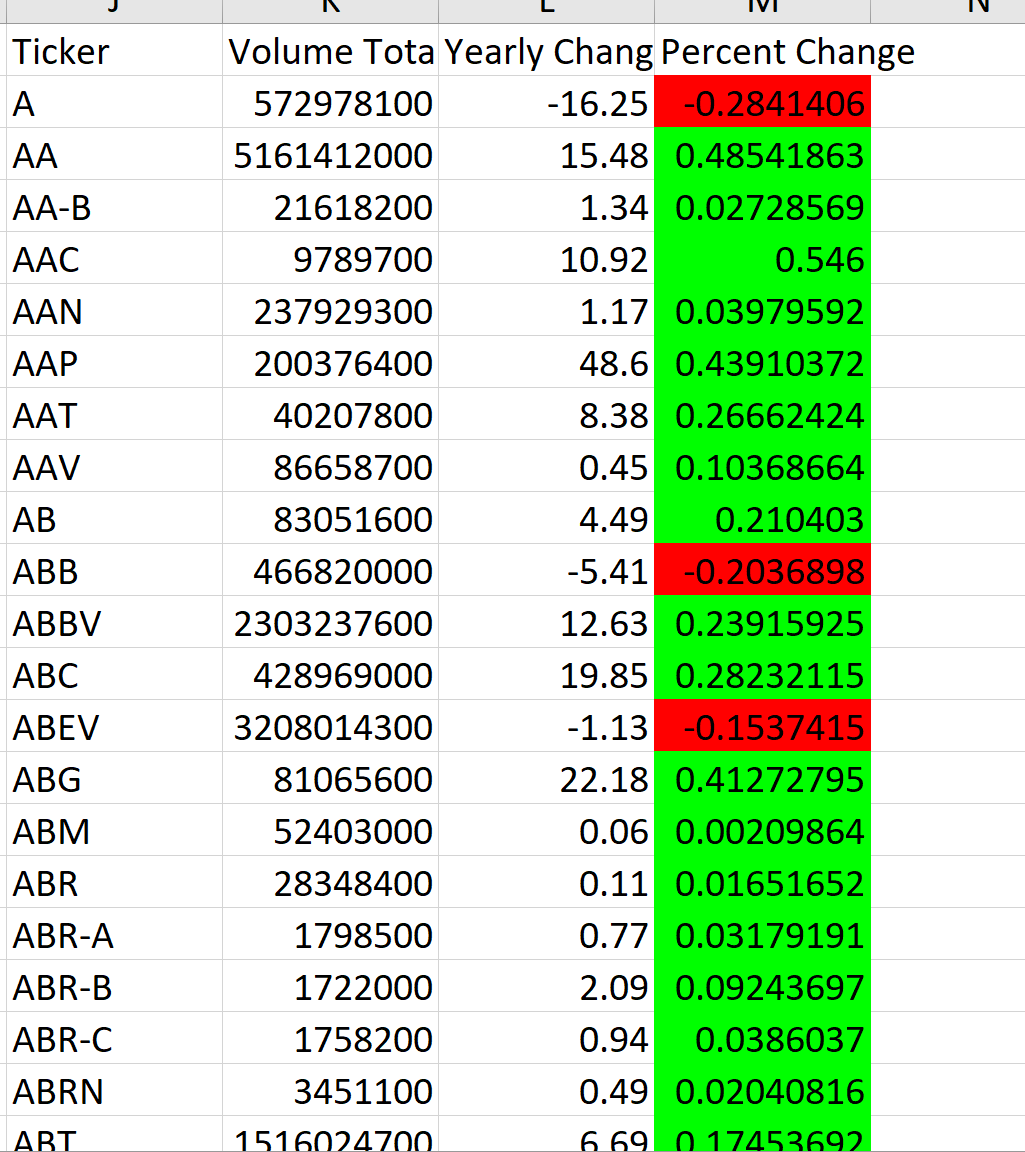 J K L M N
Ticker Volume Tota Yearly Chang Percent Change
A 572978100 -16.25 -0.2841406
AA 5161412000 15.48 0.48541863
AA-B 21618200 1.34 0.02728569
AAC 9789700 10.92 0.546
AAN 237929300 1.17 0.03979592
AAP 200376400 48.6 0.43910372
AAT 40207800 8.38 0.26662424
AAV 86658700 0.45 0.10368664
AB 83051600 4.49 0.210403
ABB 466820000 -5.41 -0.2036898
ABBV 2303237600 12.63 0.23915925
ABC 428969000 19.85 0.28232115
ABEV 3208014300 -1.13 -0.1537415
ABG 81065600 22.18 0.41272795
ABM 52403000 0.06 0.00209864
ABR 28348400 0.11 0.01651652
ABR-A 1798500 0.77 0.03179191
ABR-B 1722000 2.09 0.09243697
ABR-C 1758200 0.94 0.0386037
ABRN 3451100 0.49 0.02040816
ABT 1516024700 6.69 0.17453692